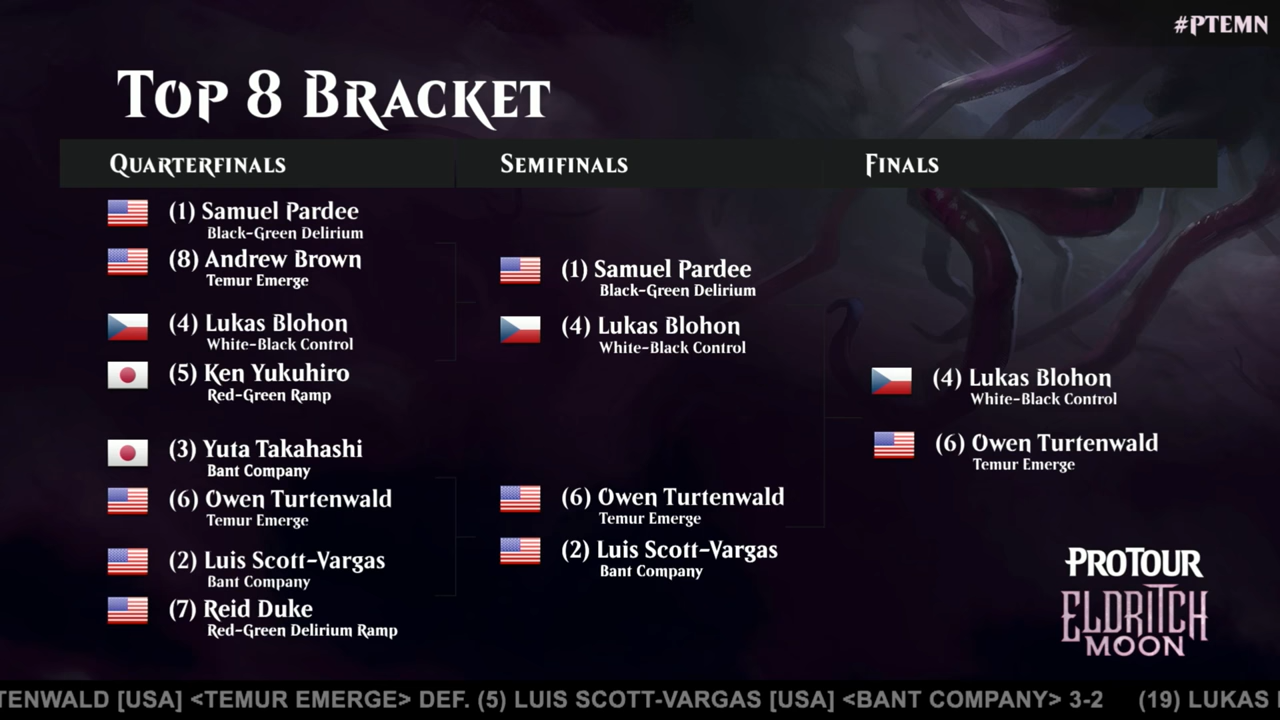 #PTEMN
Top 8 Bracket
Quarterfinals
Semifinals
Finals
(1) Samuel Pardee
Black-Green Delirium
(8) Andrew Brown
Temur Emerge
(4) Lukas Blohon
White-Black Control
(5) Ken Yukuhiro
Red-Green Ramp
(3) Yuta Takahashi
Bant Company
(6) Owen Turtenwald
Temur Emerge
(2) Luis Scott-Vargas
Bant Company
(7) Reid Duke
Red-Green Delirium Ramp
(1) Samuel Pardee
Black-Green Delirium
(4) Lukas Blohon
White-Black Control
(6) Owen Turtenwald
Temur Emerge
(2) Luis Scott-Vargas
Bant Company
(4) Lukas Blohon
White-Black Control
(6) Owen Turtenwald
Temur Emerge
PROTOUR
ELDRITCH
MOON
TENWALD [USA] <TEMUR EMERGE> DEF. (5) LUIS SCOTT-VARGAS [USA] <BANT COMPANY> 3-2 (19) LUKAS